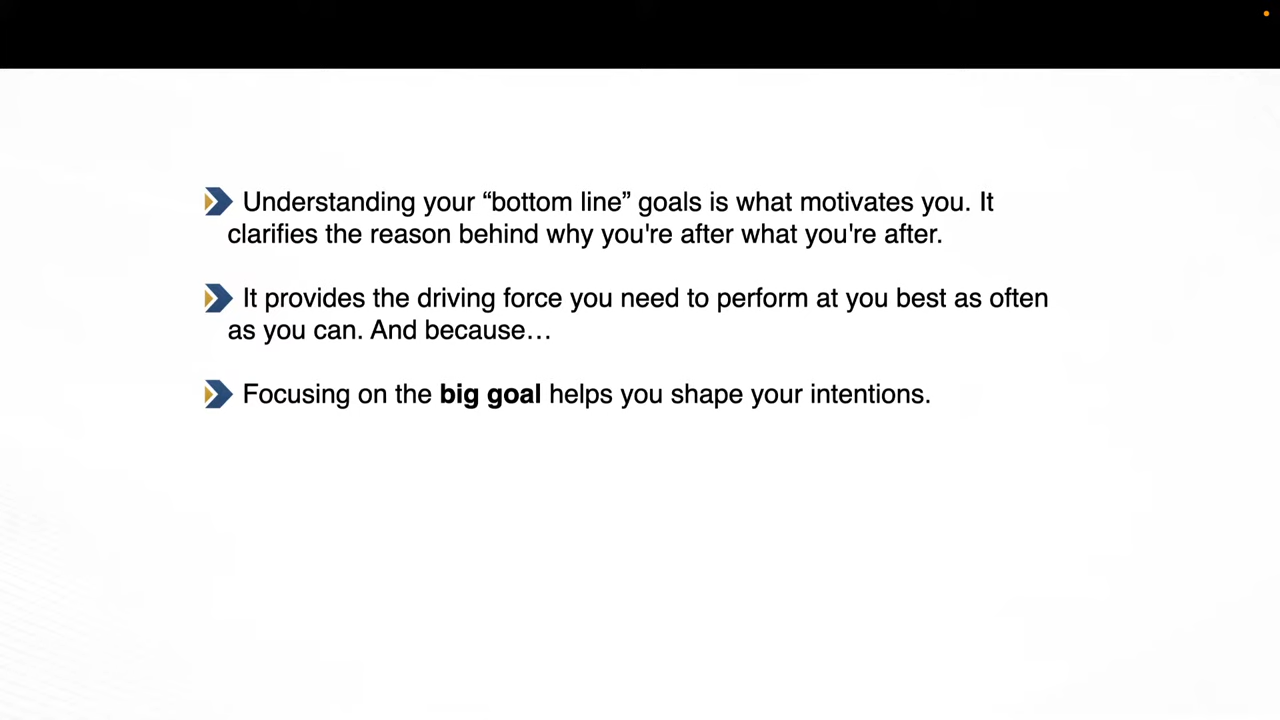 Understanding your “bottom line” goals is what motivates you. It
clarifies the reason behind why you're after what you're after.
It provides the driving force you need to perform at you best as often
as you can. And because…
Focusing on the big goal helps you shape your intentions.